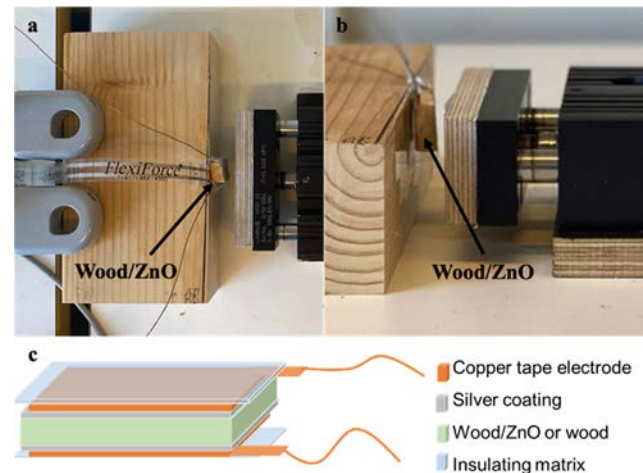 a
b
FlexiForce
Wood/ZnO
Wood/ZnO
c
Copper tape electrode
Silver coating
Wood/ZnO or wood
Insulating matrix